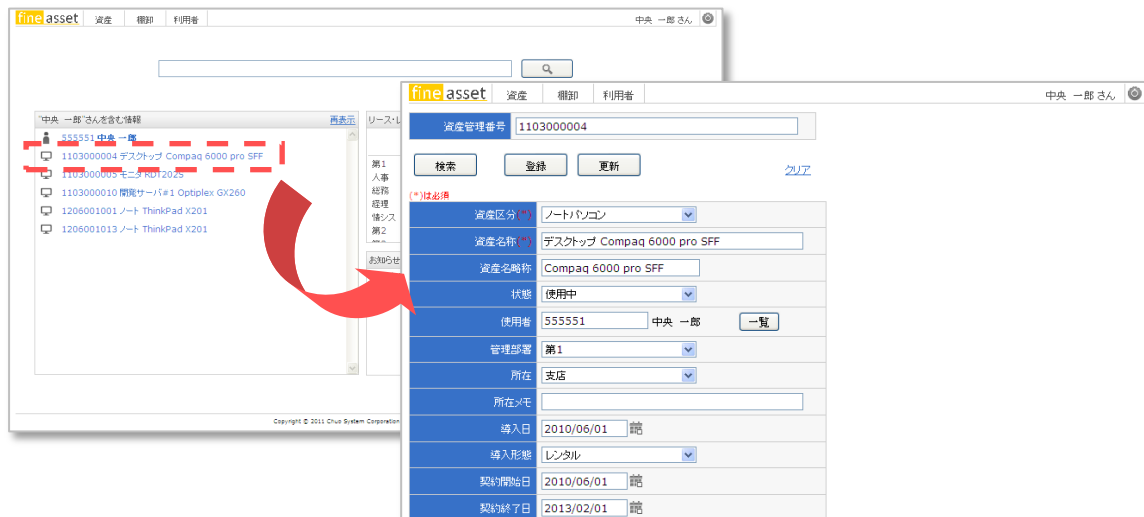 fine asset 資産 棚卸 利用者 中央 一郎 さん
"中央 一郎"さんを含む情報 再表示
555551 中央 一郎
1103000004 デスクトップ Compaq 6000 pro SFF
1103000005 モニタ RDT202S
1103000010 開発サーバ#1 Optiplex GX260
1206001001 ノート ThinkPad X201
1206001013 ノート ThinkPad X201
リース・レ
第1
人事
総務
経理
情シス
第2
お知らせ
Copyright © 2011 Chuo System Corporation
fine asset 資産 棚卸 利用者 中央 一郎 さん
資産管理番号 1103000004
検索 登録 更新 クリア
(*)は必須
資産区分(*) ノートパソコン
資産名称(*) デスクトップ Compaq 6000 pro SFF
資産名略称 Compaq 6000 pro SFF
状態 使用中
使用者 555551 中央 一郎 一覧
管理部署 第1
所在 支店
所在メモ
導入日 2010/06/01
導入形態 レンタル
契約開始日 2010/06/01
契約終了日 2013/02/01